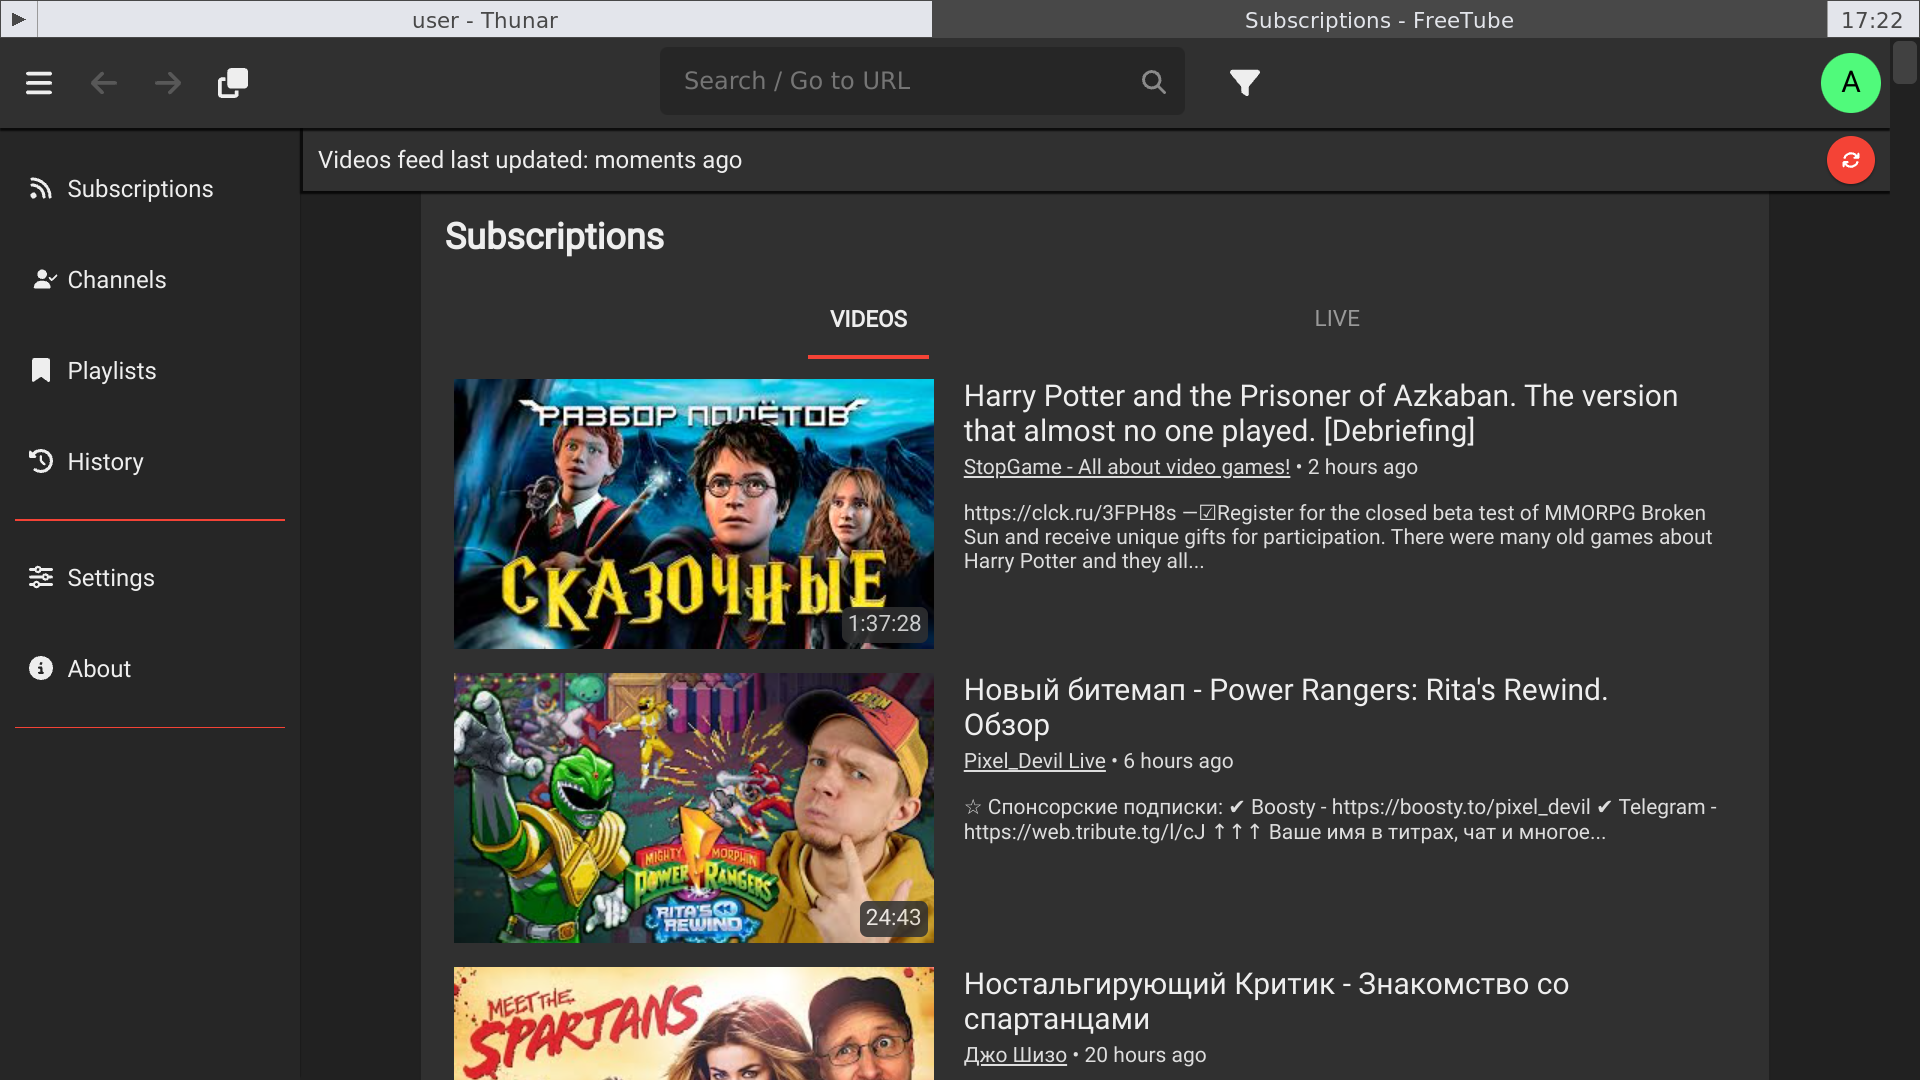 user - Thunar
Subscriptions - FreeTube
17:22
Search / Go to URL
A
Videos feed last updated: moments ago
Subscriptions
Channels
Playlists
History
Settings
About
Subscriptions
VIDEOS
LIVE
РАЗБОР ПОЛЁТОВ
СКАЗОЧНЫЕ
1:37:28
Harry Potter and the Prisoner of Azkaban. The version
that almost no one played. [Debriefing]
StopGame - All about video games! • 2 hours ago
https://clck.ru/3FPH8s —☑Register for the closed beta test of MMORPG Broken
Sun and receive unique gifts for participation. There were many old games about
Harry Potter and they all...
MIGHTY MORPHIN
POWER RANGERS
RITA'S
REWIND
24:43
Новый битемап - Power Rangers: Rita's Rewind.
Обзор
Pixel_Devil Live • 6 hours ago
☆ Спонсорские подписки: ✔ Boosty - https://boosty.to/pixel_devil ✔ Telegram -
https://web.tribute.tg/l/cJ ↑ ↑ ↑ Ваше имя в титрах, чат и многое...
MEET THE
SPARTANS
Ностальгирующий Критик - Знакомство со
спартанцами
Джо Шизо • 20 hours ago